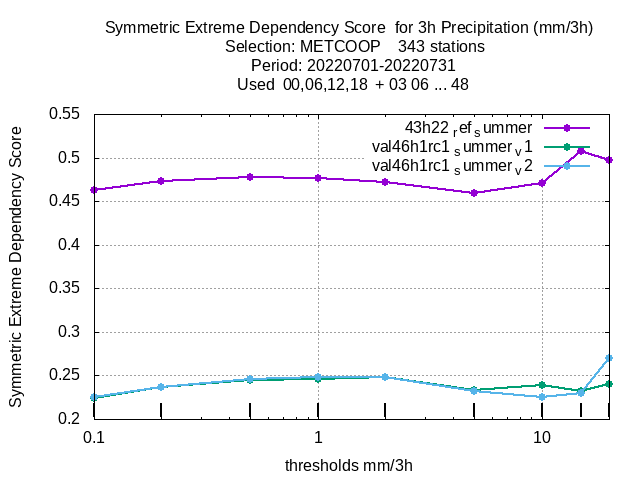 Symmetric Extreme Dependency Score  for 3h Precipitation (mm/3h)
Selection: METCOOP    343 stations
Period: 20220701-20220731
Used  00,06,12,18  + 03 06 ... 48
43h22 ref summer
val46h1rc1 summer v1
val46h1rc1 summer v2
Symmetric Extreme Dependency Score
0.55
0.5
0.45
0.4
0.35
0.3
0.25
0.2
0.1
1
10
thresholds mm/3h